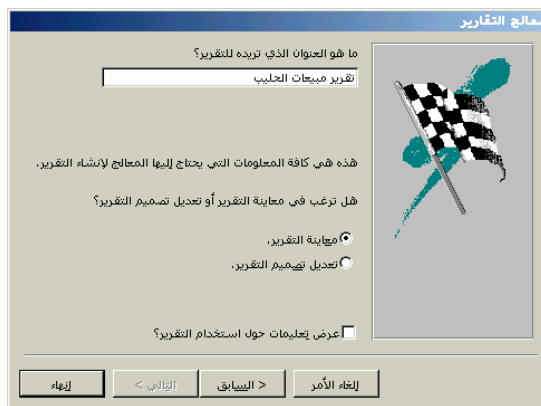 معالج التقارير
ما هو العنوان الذي تريده للتقرير؟
تقرير مبيعات الحليب
هذه هي كافة المعلومات التي يحتاج إليها المعالج لإنشاء التقرير.
هل ترغب في معاينة التقرير أو تعديل تصميم التقرير؟
معاينة التقرير.
تعديل تصميم التقرير.
عرض تعليمات حول استخدام التقرير؟
إلغاء الأمر
< السابق
التالي >
إنهاء